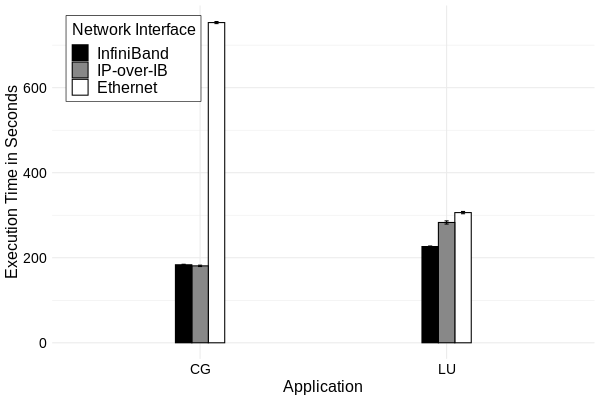 Network Interface
InfiniBand
IP-over-IB
Ethernet
Execution Time in Seconds
600
400
200
0
CG
LU
Application